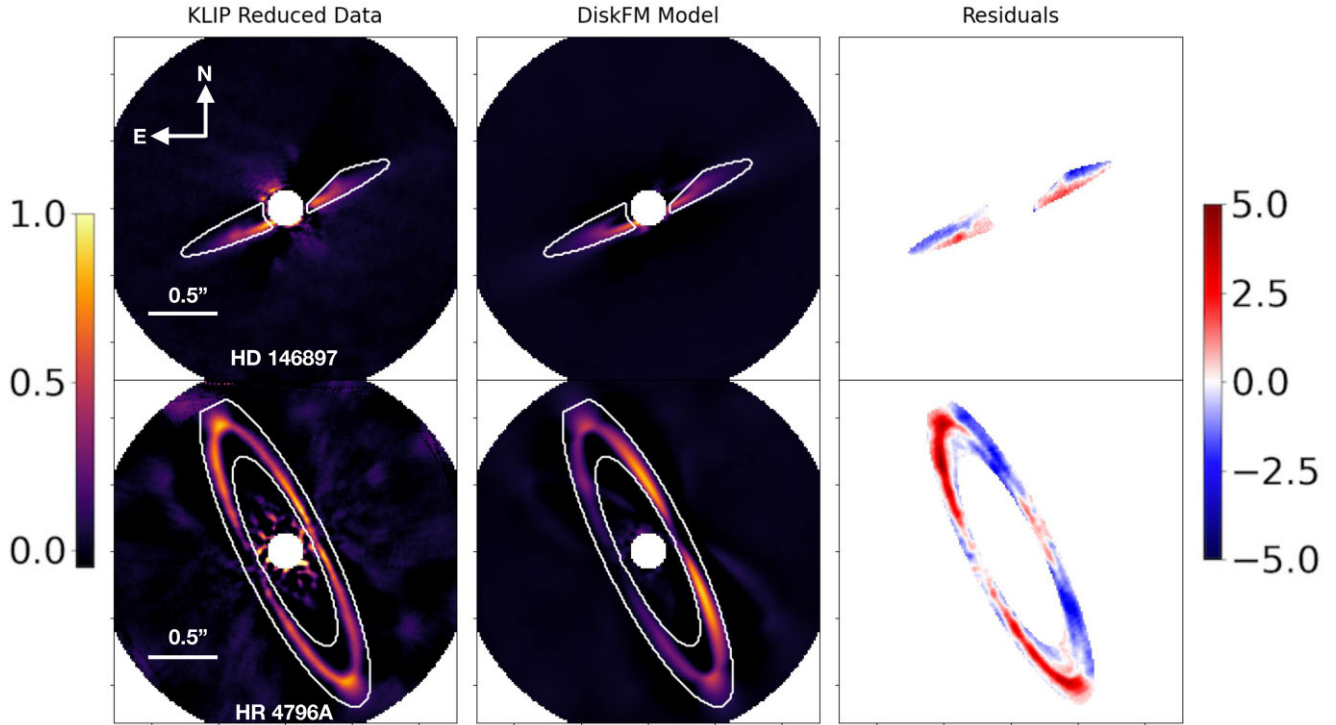 KLIP Reduced Data
DiskFM Model
Residuals
N
E
0.5”
HD 146897
1.0
0.5
0.0
5.0
2.5
0.0
−2.5
−5.0
0.5”
HR 4796A